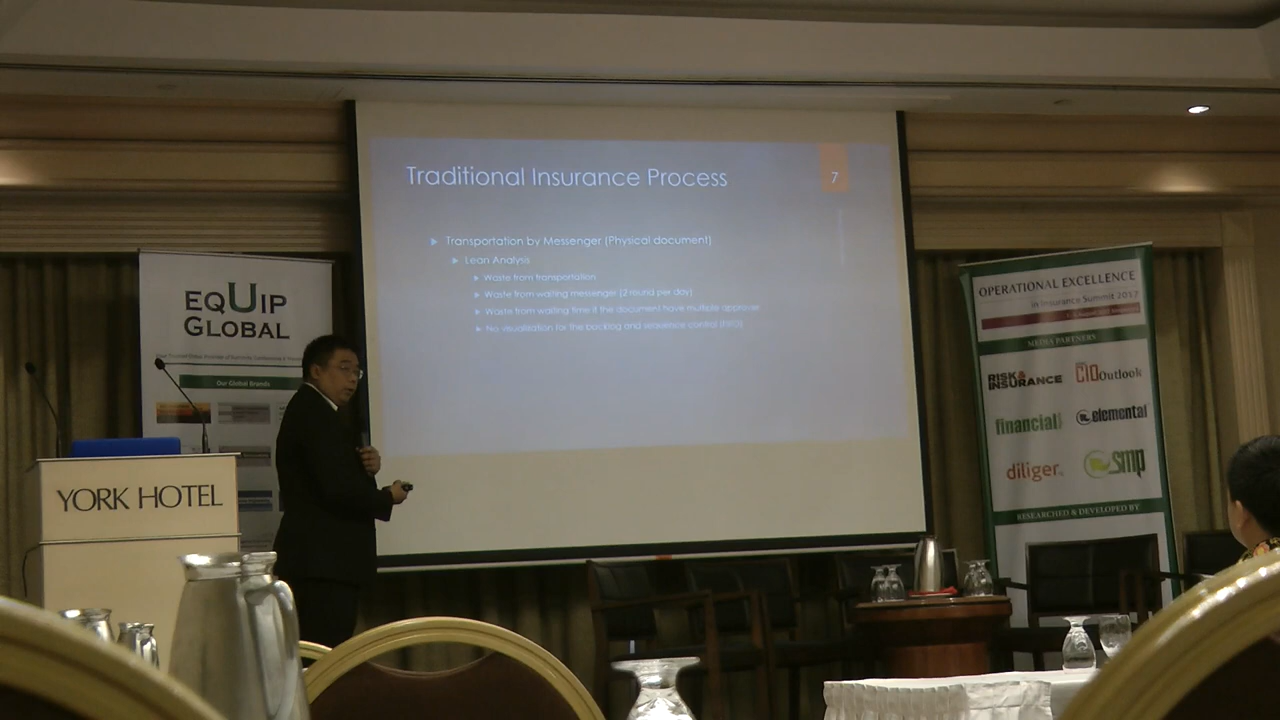 Traditional Insurance Process
7
Transportation by Messenger (Physical document)
Lean Analysis
Waste from transportation
Waste from waiting messenger (2 round per day)
Waste from waiting time if the document have multiple approver
No visualization for the backlog and sequence control (FIFO)
EQUIP
GLOBAL
Our Global Brands
YORK HOTEL
OPERATIONAL EXCELLENCE
in Insurance Summit 2017
MEDIA PARTNERS
RISK &
INSURANCE
CIO Outlook
financial
elemental
diliger
smp
RESEARCHED & DEVELOPED BY